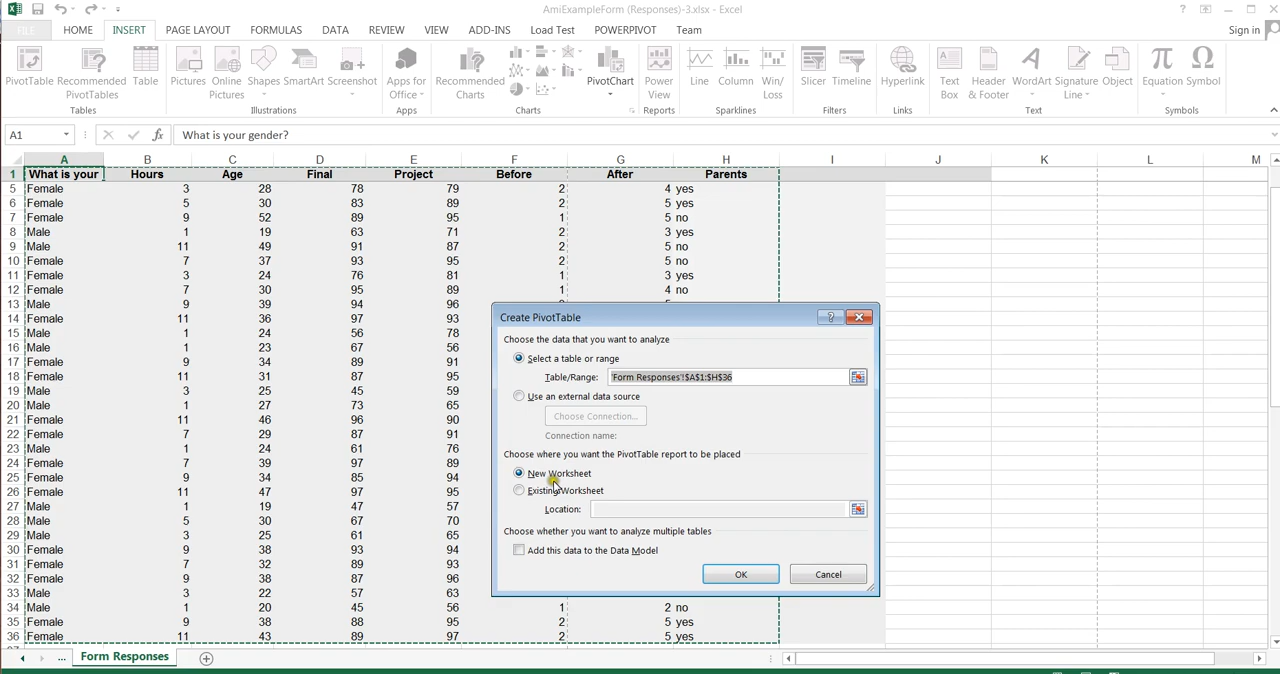 AmiExampleForm (Responses)-3.xlsx - Excel
FILE HOME INSERT PAGE LAYOUT FORMULAS DATA REVIEW VIEW ADD-INS Load Test POWERPIVOT Team Sign in
PivotTable Recommended PivotTables Table
Tables
Pictures Online Pictures Shapes SmartArt Screenshot
Illustrations
Apps for Office
Apps
Recommended Charts PivotChart
Charts
Power View
Reports
Line Column Win/Loss
Sparklines
Slicer Timeline
Filters
Hyperlink
Links
Text Box Header & Footer WordArt Signature Line Object
Text
Equation Symbol
Symbols
A1 fx What is your gender?
A B C D E F G H I J K L M
1 What is your Hours Age Final Project Before After Parents
5 Female 3 28 78 79 2 4 yes
6 Female 5 30 83 89 2 5 yes
7 Female 9 52 89 95 1 5 no
8 Male 1 19 63 71 2 3 yes
9 Male 11 49 91 87 2 5 no
10 Female 7 37 93 95 2 5 no
11 Female 3 24 76 81 1 3 yes
12 Female 7 30 95 89 1 4 no
13 Male 9 39 94 96
14 Female 11 36 97 93
15 Male 1 24 56 78
16 Male 1 23 67 56
17 Female 9 34 89 91
18 Female 11 31 87 95
19 Male 3 25 45 59
20 Male 1 27 73 65
21 Female 11 46 96 90
22 Female 7 29 87 91
23 Male 1 24 61 76
24 Female 7 39 97 89
25 Female 9 34 85 94
26 Female 11 47 97 95
27 Male 1 19 47 57
28 Male 5 30 67 70
29 Male 3 25 61 65
30 Female 9 38 93 94
31 Female 7 32 89 93
32 Female 9 38 87 96
33 Male 3 22 57 63
34 Male 1 20 45 56 1 2 no
35 Female 9 38 88 95 2 5 yes
36 Female 11 43 89 97 2 5 yes
Create PivotTable
Choose the data that you want to analyze
Select a table or range
Table/Range: 'Form Responses'!$A$1:$H$36
Use an external data source
Choose Connection...
Connection name:
Choose where you want the PivotTable report to be placed
New Worksheet
Existing Worksheet
Location:
Choose whether you want to analyze multiple tables
Add this data to the Data Model
OK Cancel
... Form Responses